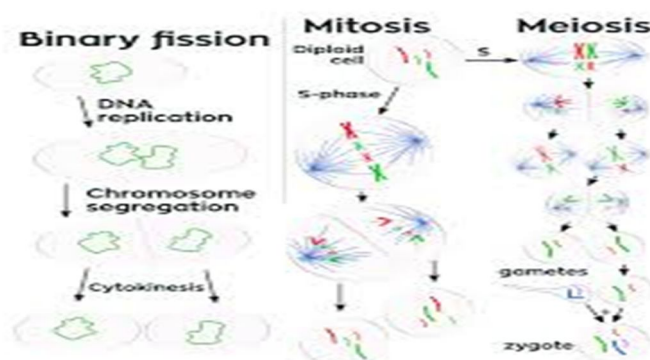 Binary fission
DNA
replication
Chromosome
segregation
Cytokinesis
Mitosis
Diploid
cell
S-phase
S
Meiosis
gametes
zygote